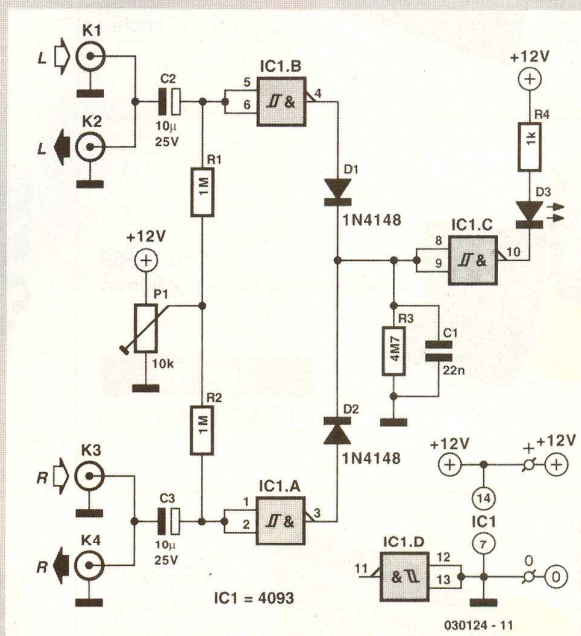 K1
L
C2
10µ
25V
K2
L
IC1.B
5
6
4
R1
1M
+12V
P1
10k
R2
1M
D1
1N4148
+12V
R4
1k
D3
IC1.C
8
9
10
R3
4M7
C1
22n
D2
1N4148
K3
R
C3
10µ
25V
K4
R
IC1.A
1
2
3
IC1 = 4093
+12V
+
+12V
14
IC1
7
IC1.D
11
12
13
0
0
030124 - 11